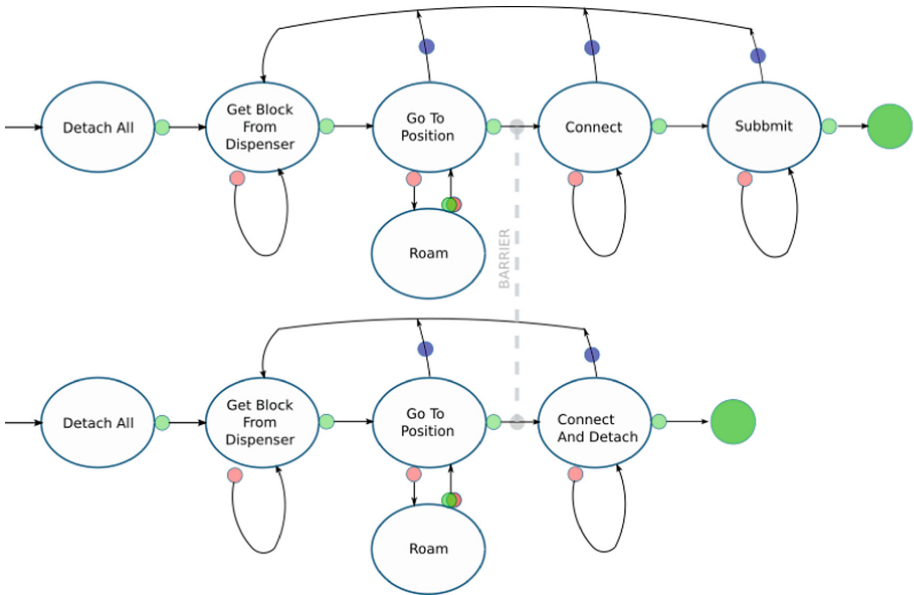 Detach All
Get Block
From
Dispenser
Go To
Position
Connect
Subbmit
Roam
BARRIER
Detach All
Get Block
From
Dispenser
Go To
Position
Connect
And Detach
Roam